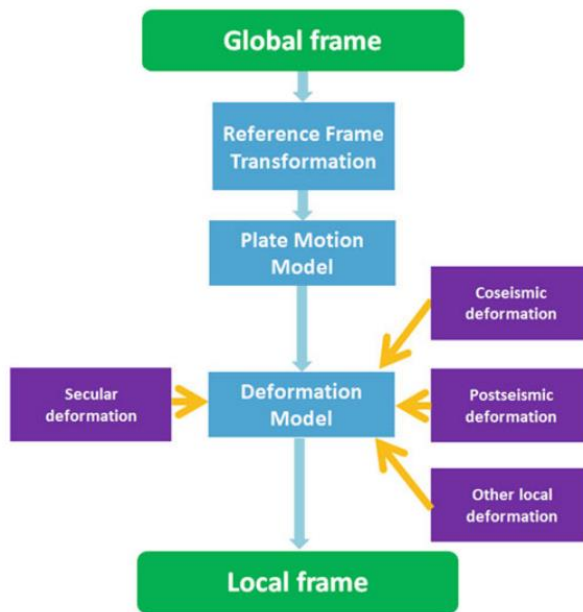 Global frame
Reference Frame
Transformation
Plate Motion
Model
Coseismic
deformation
Secular
deformation
Deformation
Model
Postseismic
deformation
Other local
deformation
Local frame